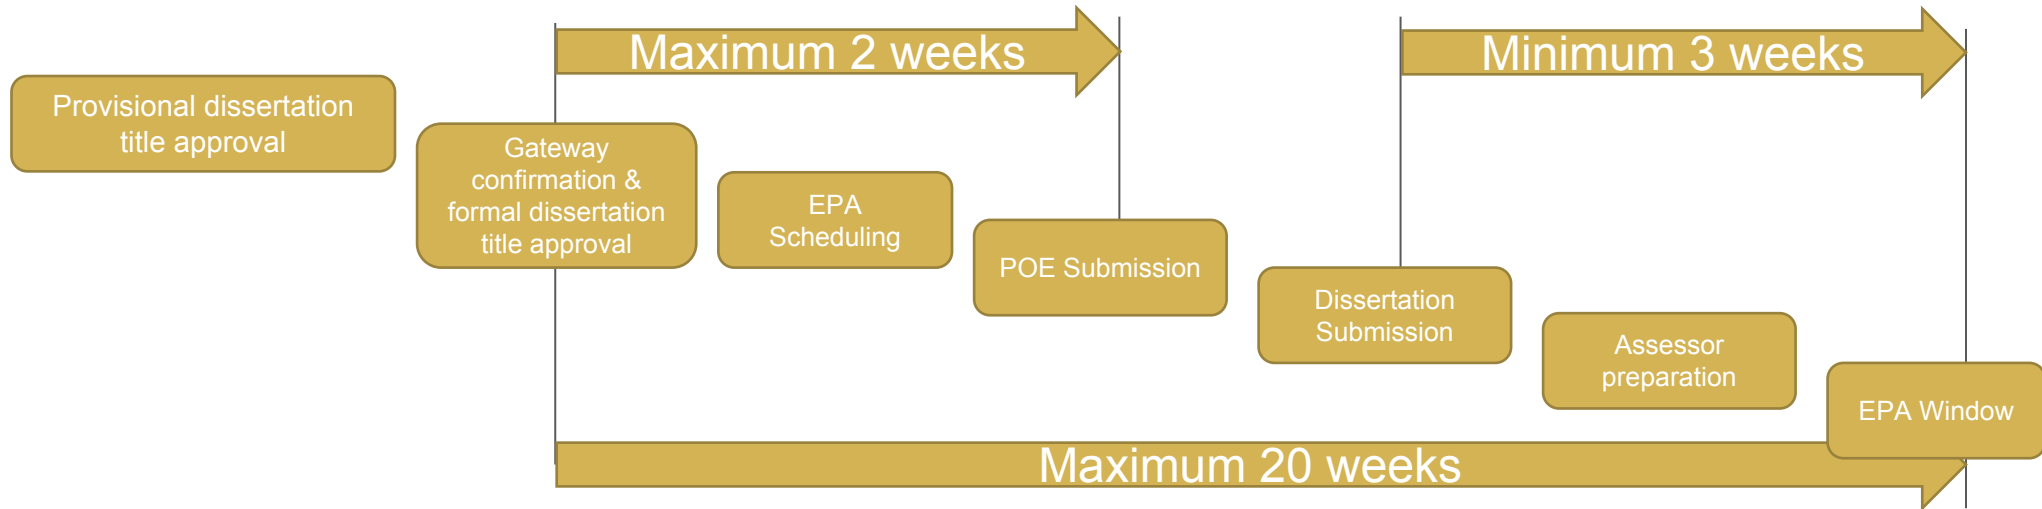 Maximum 2 weeks
Minimum 3 weeks
Provisional dissertation
title approval
Gateway
confirmation &
formal dissertation
title approval
EPA
Scheduling
POE Submission
Dissertation
Submission
Assessor
preparation
EPA Window
Maximum 20 weeks